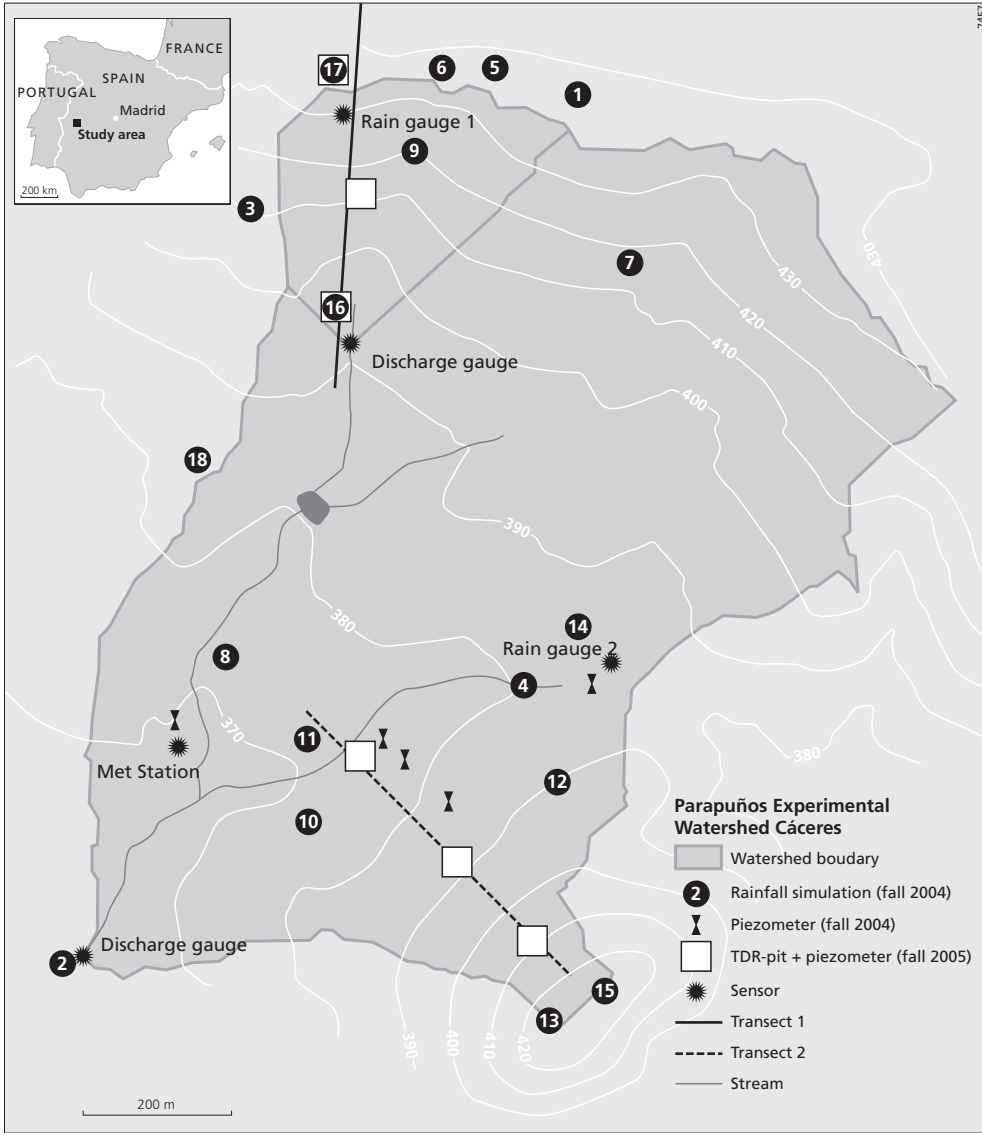 7457
FRANCE
SPAIN
PORTUGAL
Madrid
Study area
200 km
17
6
5
1
Rain gauge 1
9
3
7
430
430
420
410
16
Discharge gauge
400
18
390
380
14
Rain gauge 2
8
4
370
11
380
Met Station
12
10
Parapuños Experimental
Watershed Cáceres
Watershed boudary
2 Rainfall simulation (fall 2004)
Piezometer (fall 2004)
TDR-pit + piezometer (fall 2005)
Sensor
Transect 1
Transect 2
Stream
Discharge gauge
2
15
13
390
400
410
420
200 m